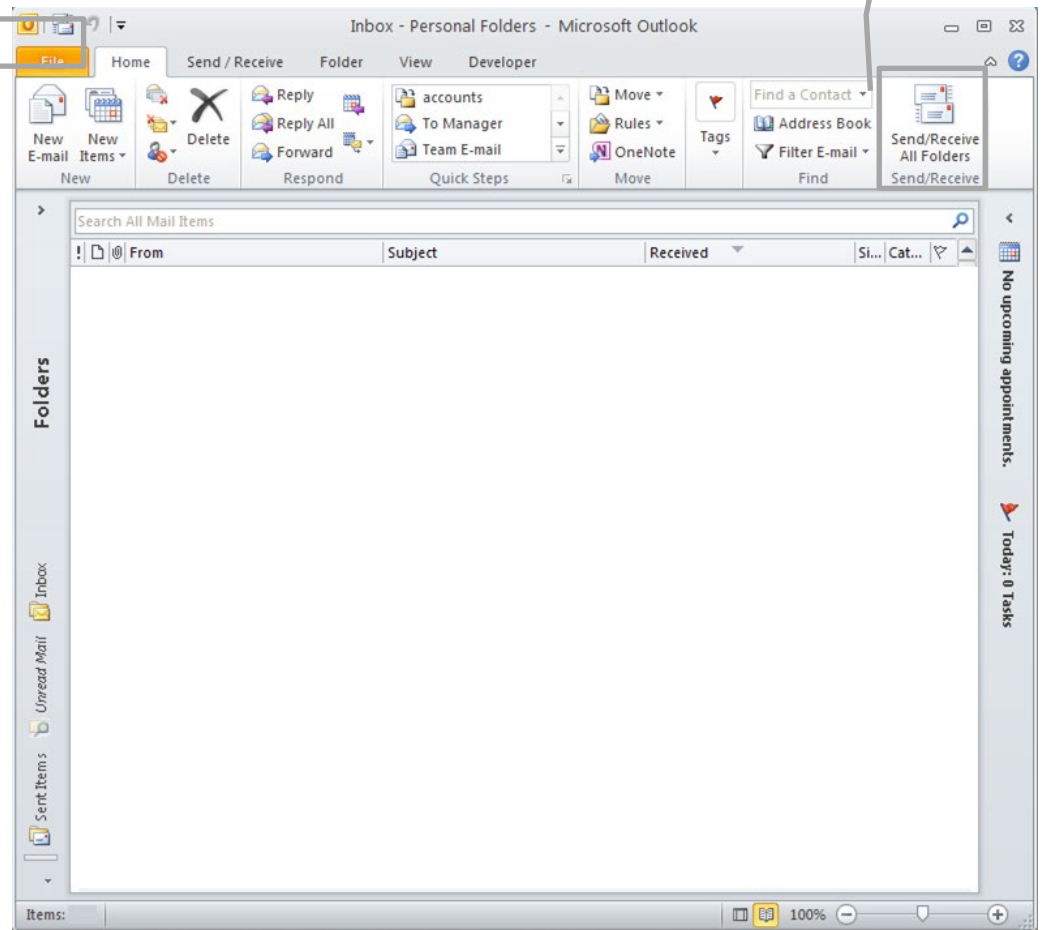 Inbox - Personal Folders - Microsoft Outlook
File Home Send / Receive Folder View Developer
New E-mail
New Items
New
Delete
Delete
Reply
Reply All
Forward
Respond
accounts
To Manager
Team E-mail
Quick Steps
Move
Rules
OneNote
Move
Tags
Find a Contact
Address Book
Filter E-mail
Find
Send/Receive
All Folders
Send/Receive
Search All Mail Items
! From Subject Received Si... Cat...
Folders
Inbox
Unread Mail
Sent Items
No upcoming appointments.
Today: 0 Tasks
Items:
100%